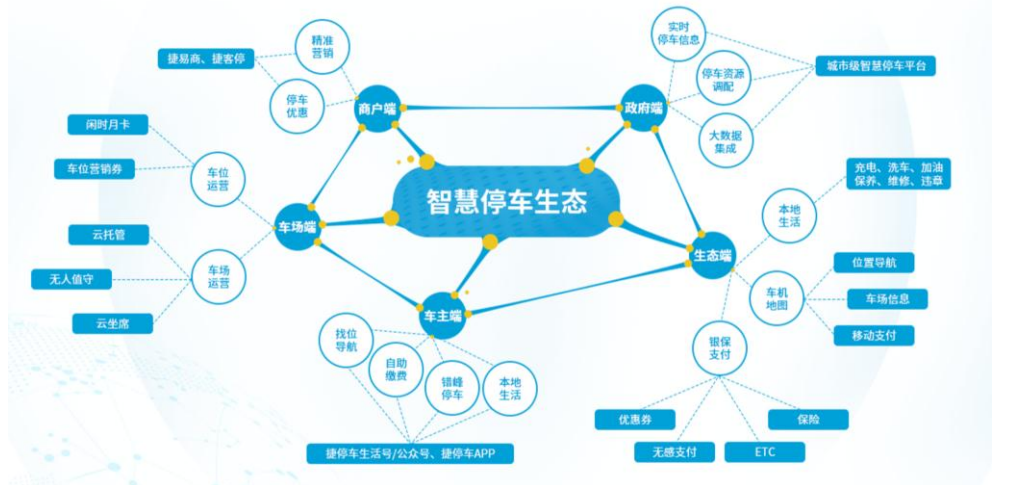 智慧停车生态
商户端
精准
营销
停车
优惠
捷易商、捷客停
政府端
实时
停车信息
停车资源
调配
大数据
集成
城市级智慧停车平台
车场端
车位
运营
闲时月卡
车位营销券
车场
运营
云托管
无人值守
云坐席
车主端
找位
导航
自助
缴费
错峰
停车
本地
生活
捷停车生活号/公众号、捷停车APP
生态端
本地
生活
充电、洗车、加油
保养、维修、违章
车机
地图
位置导航
车场信息
移动支付
银保
支付
优惠券
无感支付
ETC
保险